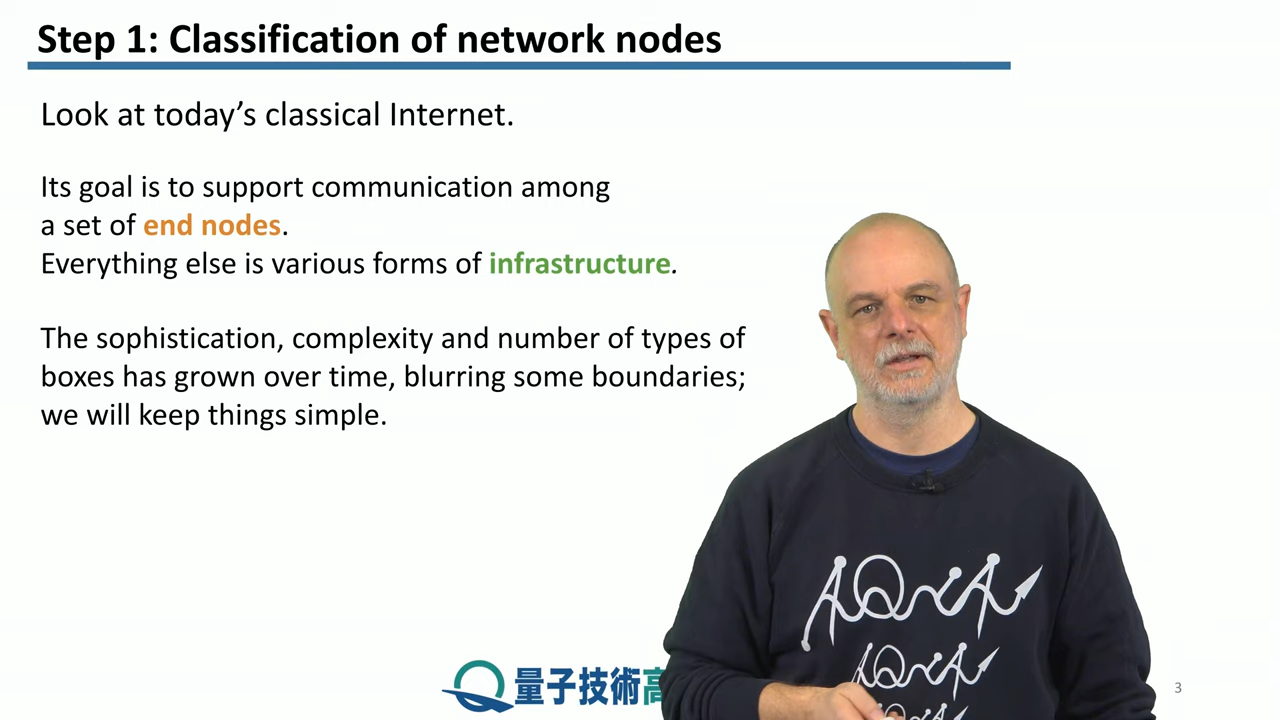 Step 1: Classification of network nodes
Look at today’s classical Internet.
Its goal is to support communication among
a set of end nodes.
Everything else is various forms of infrastructure.
The sophistication, complexity and number of types of
boxes has grown over time, blurring some boundaries;
we will keep things simple.
量子技術高
3